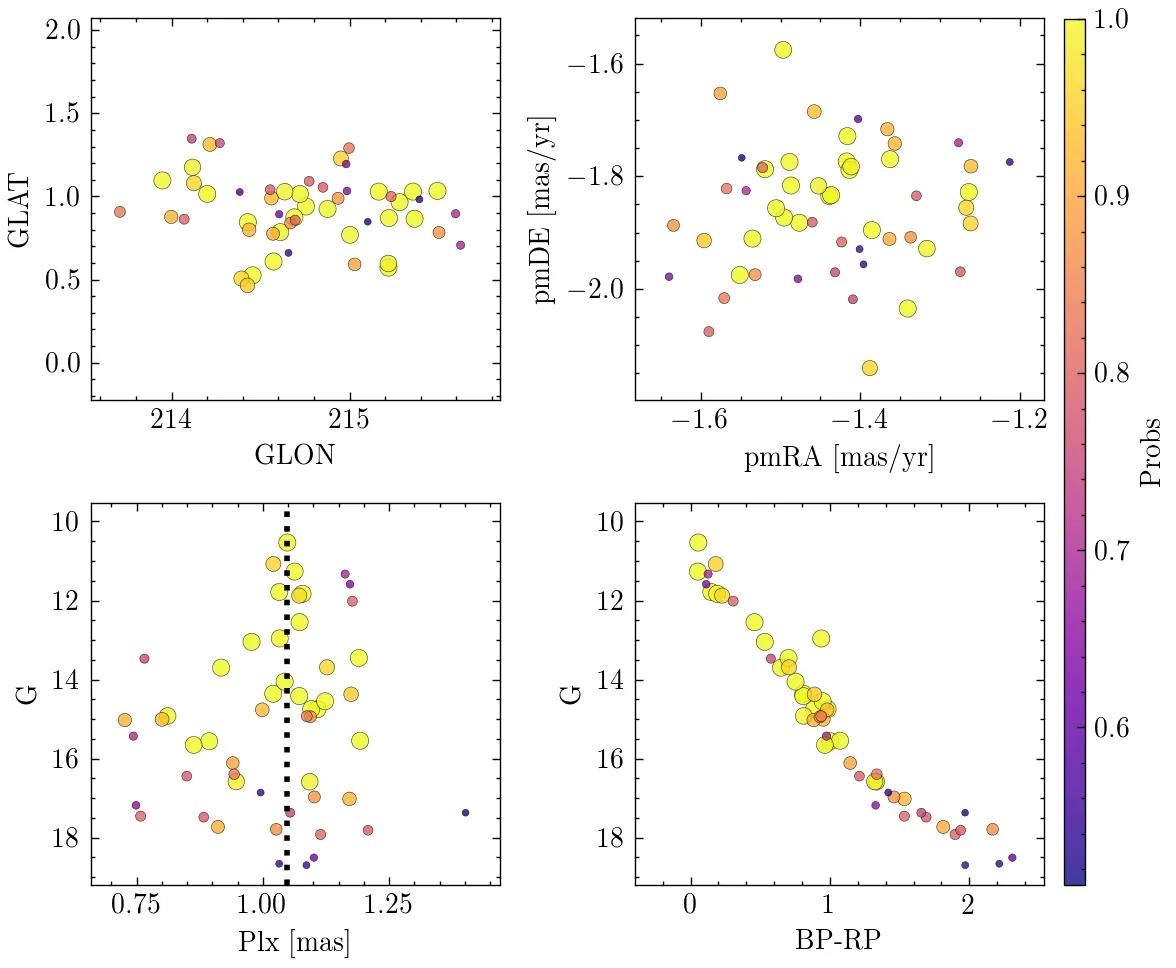 2.0
1.5
1.0
0.5
0.0
GLAT
214 215
GLON
−1.6
−1.8
−2.0
pmDE [mas/yr]
−1.6 −1.4 −1.2
pmRA [mas/yr]
1.0
0.9
0.8
0.7
0.6
Probs
10
12
14
16
18
G
0.75 1.00 1.25
Plx [mas]
10
12
14
16
18
G
0 1 2
BP-RP